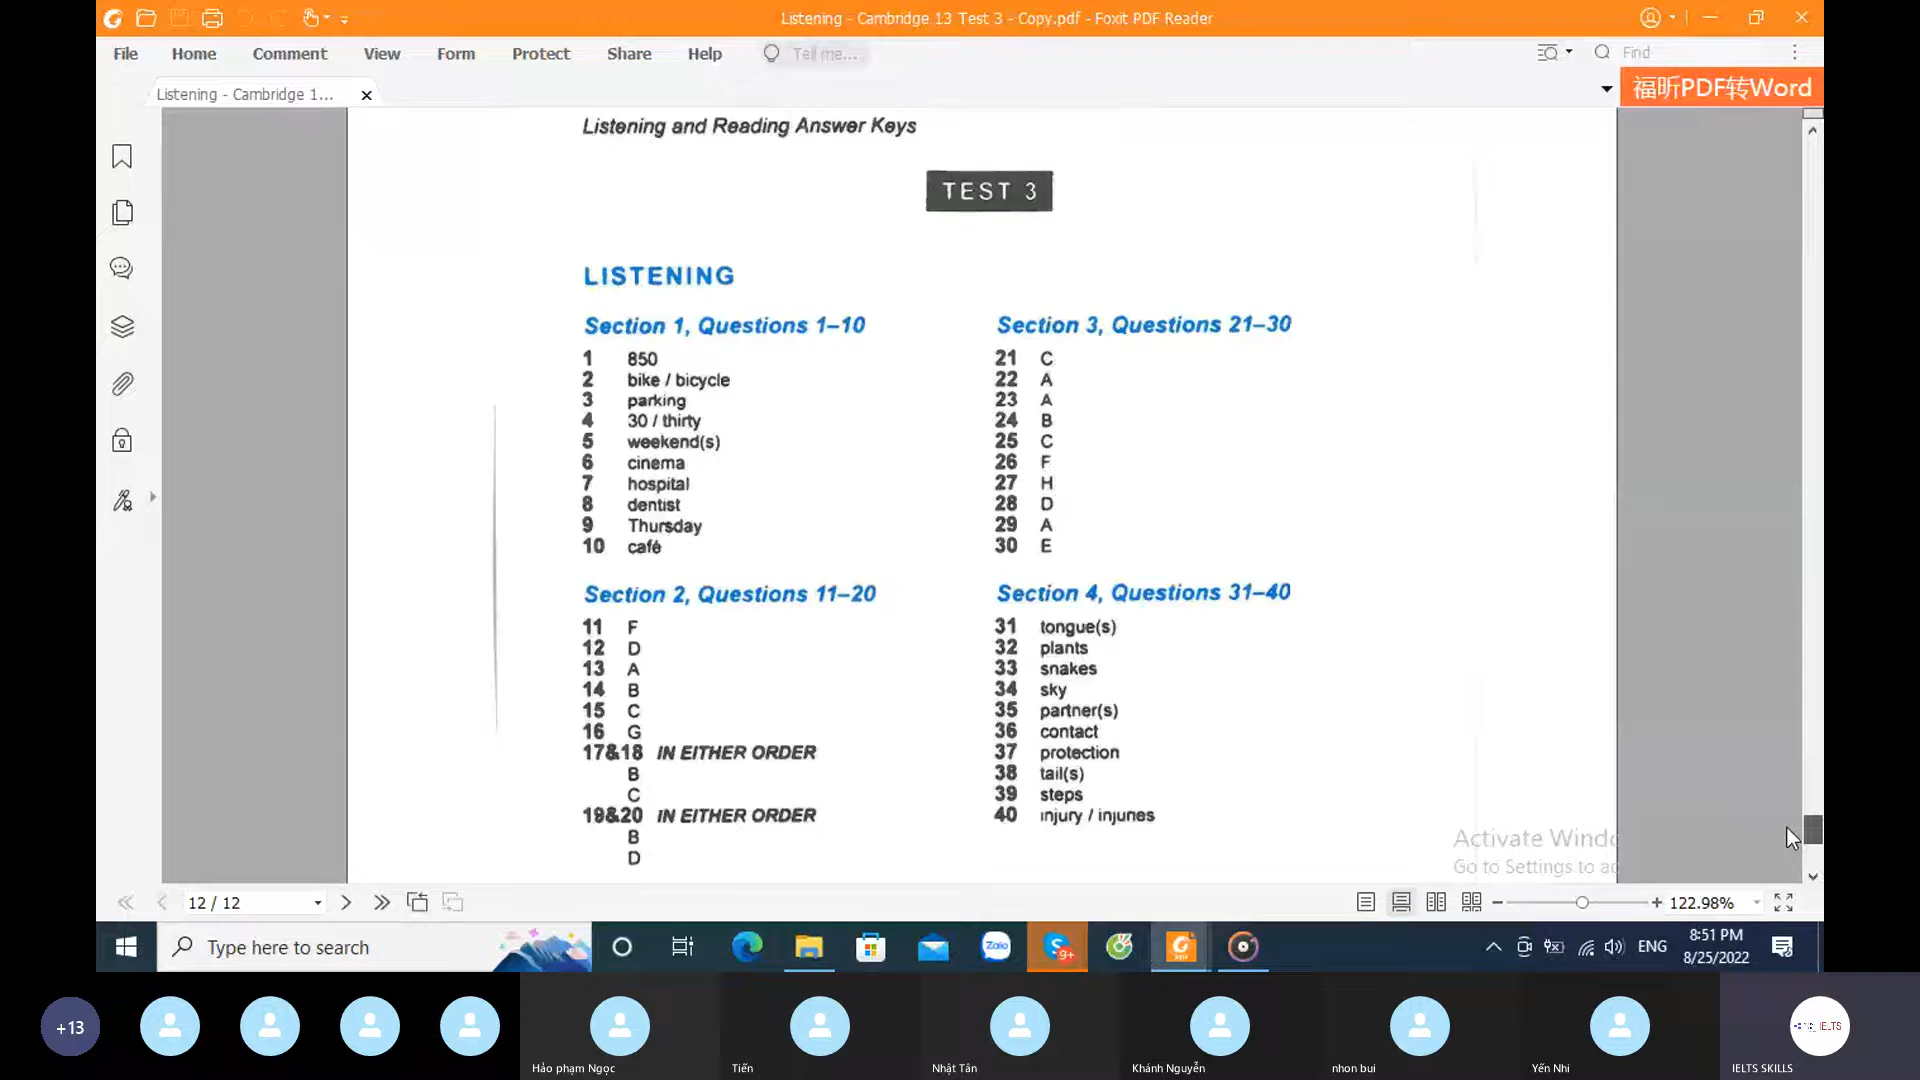 Listening - Cambridge 13 Test 3 - Copy.pdf - Foxit PDF Reader
File Home Comment View Form Protect Share Help Tell me... Find
Listening - Cambridge 1...
福昕PDF转Word
Listening and Reading Answer Keys
TEST 3
LISTENING
Section 1, Questions 1–10
1 850
2 bike / bicycle
3 parking
4 30 / thirty
5 weekend(s)
6 cinema
7 hospital
8 dentist
9 Thursday
10 café
Section 2, Questions 11–20
11 F
12 D
13 A
14 B
15 C
16 G
17&18 IN EITHER ORDER
B
C
19&20 IN EITHER ORDER
B
D
Section 3, Questions 21–30
21 C
22 A
23 A
24 B
25 C
26 F
27 H
28 D
29 A
30 E
Section 4, Questions 31–40
31 tongue(s)
32 plants
33 snakes
34 sky
35 partner(s)
36 contact
37 protection
38 tail(s)
39 steps
40 injury / injuries
Activate Windo
Go to Settings to ac
12 / 12
122.98%
Type here to search
Zalo
9+
PDF
ENG
8:51 PM
8/25/2022
+13
Hảo phạm Ngọc
Tiến
Nhật Tân
Khánh Nguyễn
nhon bui
Yến Nhi
IELTS
IELTS SKILLS